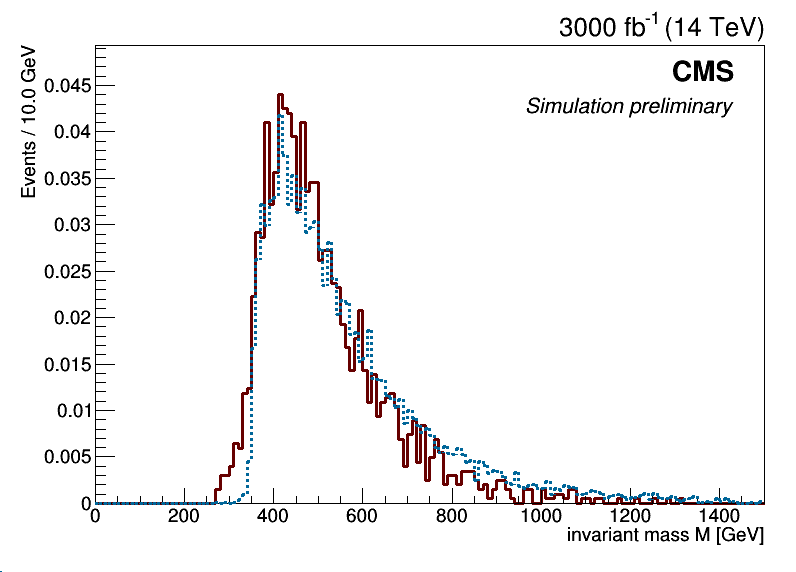 3000 fb-1 (14 TeV)
CMS
Simulation preliminary
Events / 10.0 GeV
0.045
0.04
0.035
0.03
0.025
0.02
0.015
0.01
0.005
0
0 200 400 600 800 1000 1200 1400
invariant mass M [GeV]